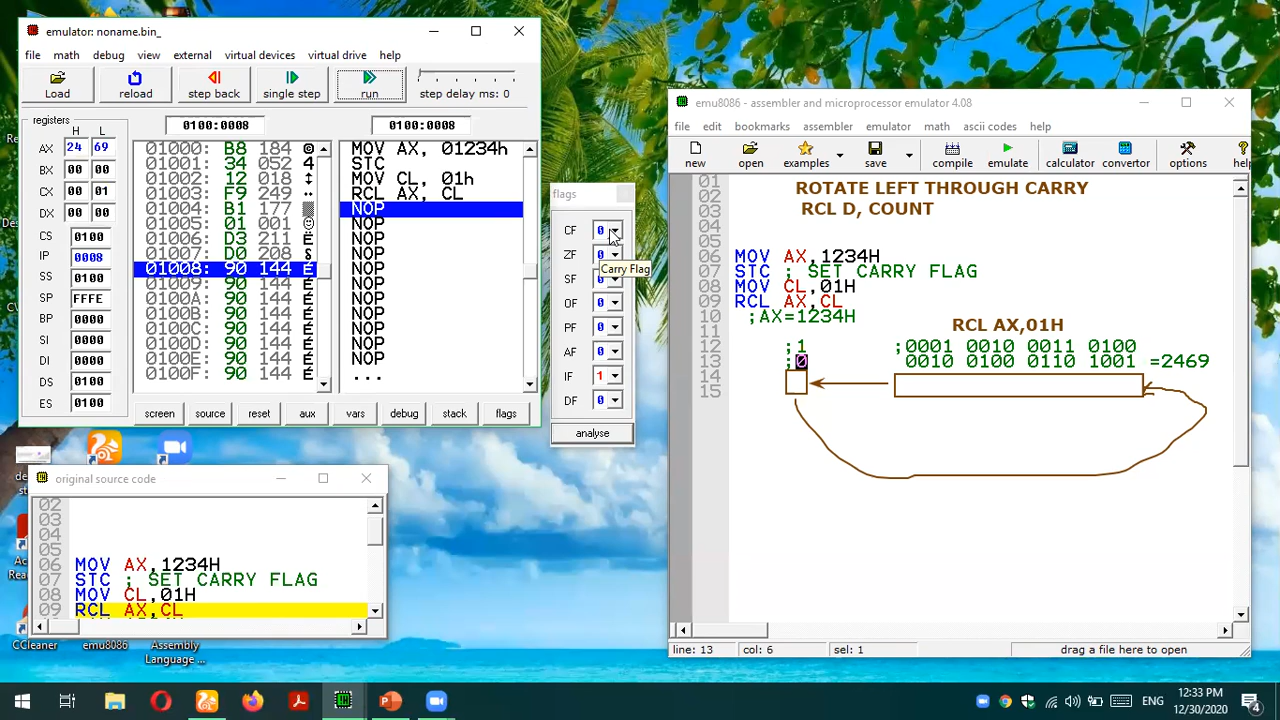 emulator: noname.bin_
file math debug view external virtual devices virtual drive help
Load reload step back single step run step delay ms: 0
registers
H L
AX 24 69
BX 00 00
CX 00 01
DX 00 00
CS 0100
IP 0008
SS 0100
SP FFFE
BP 0000
SI 0000
DI 0000
DS 0100
ES 0100
0100:0008 0100:0008
01000: B8 184
01001: 34 052 4
01002: 12 018 ↕
01003: F9 249
01004: B1 177
01005: 01 001 ☺
01006: D3 211 É
01007: D0 208 s
01008: 90 144 É
01009: 90 144 É
0100A: 90 144 É
0100B: 90 144 É
0100C: 90 144 É
0100D: 90 144 É
0100E: 90 144 É
0100F: 90 144 É
MOV AX, 01234h
STC
MOV CL, 01h
RCL AX, CL
NOP
NOP
NOP
NOP
NOP
NOP
NOP
NOP
NOP
NOP
NOP
...
screen source reset aux vars debug stack flags
flags
CF 0
ZF 0
Carry Flag
SF 0
OF 0
PF 0
AF 0
IF 1
DF 0
analyse
original source code
02
03
04
05
06 MOV AX,1234H
07 STC ; SET CARRY FLAG
08 MOV CL,01H
09 RCL AX,CL
emu8086 - assembler and microprocessor emulator 4.08
file edit bookmarks assembler emulator math ascii codes help
new open examples save compile emulate calculator convertor options help
01 ROTATE LEFT THROUGH CARRY
02
03 RCL D, COUNT
04
05
06 MOV AX,1234H
07 STC ; SET CARRY FLAG
08 MOV CL,01H
09 RCL AX,CL
10 ;AX=1234H
11 RCL AX,01H
12 ;1 ;0001 0010 0011 0100
13 ;0 0010 0100 0110 1001 =2469
14
15
line: 13 col: 6 sel: 1 drag a file here to open
CCleaner
emu8086
Assembly
Language ...
ENG
12:33 PM
12/30/2020
4